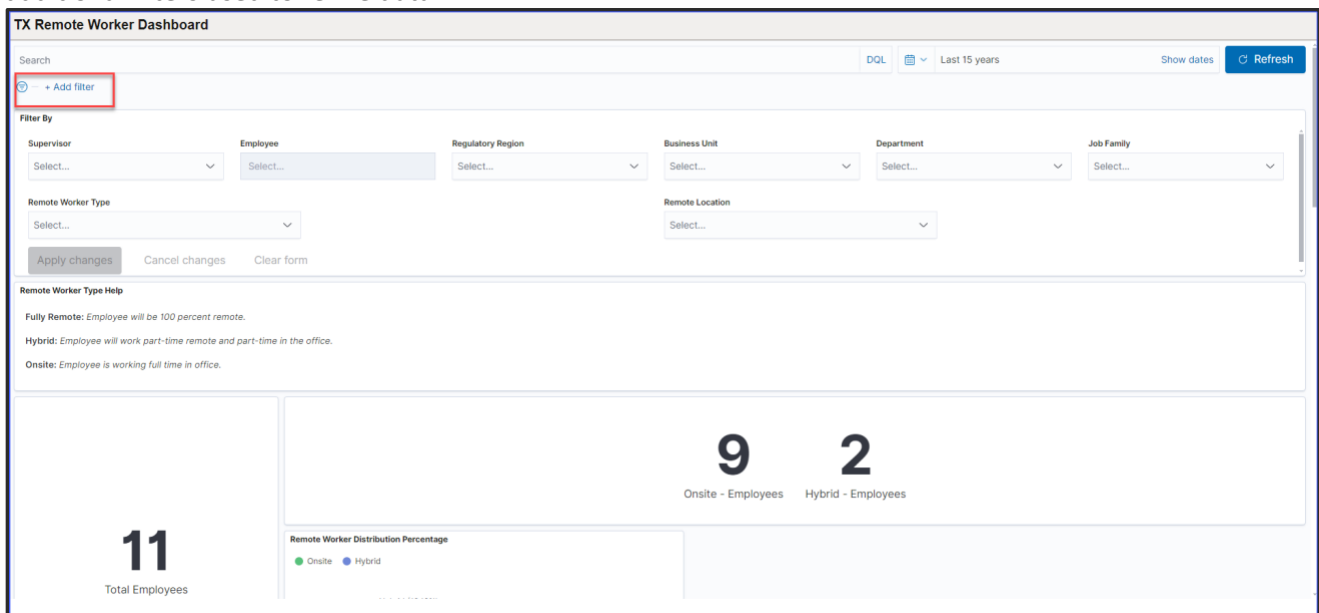 TX Remote Worker Dashboard
Search DQL Last 15 years Show dates Refresh
+ Add filter
Filter By
Supervisor Employee Regulatory Region Business Unit Department Job Family
Select... Select... Select... Select... Select... Select...
Remote Worker Type Remote Location
Select... Select...
Apply changes Cancel changes Clear form
Remote Worker Type Help
Fully Remote: Employee will be 100 percent remote.
Hybrid: Employee will work part-time remote and part-time in the office.
Onsite: Employee is working full time in office.
9 2
Onsite - Employees Hybrid - Employees
11
Total Employees
Remote Worker Distribution Percentage
Onsite Hybrid